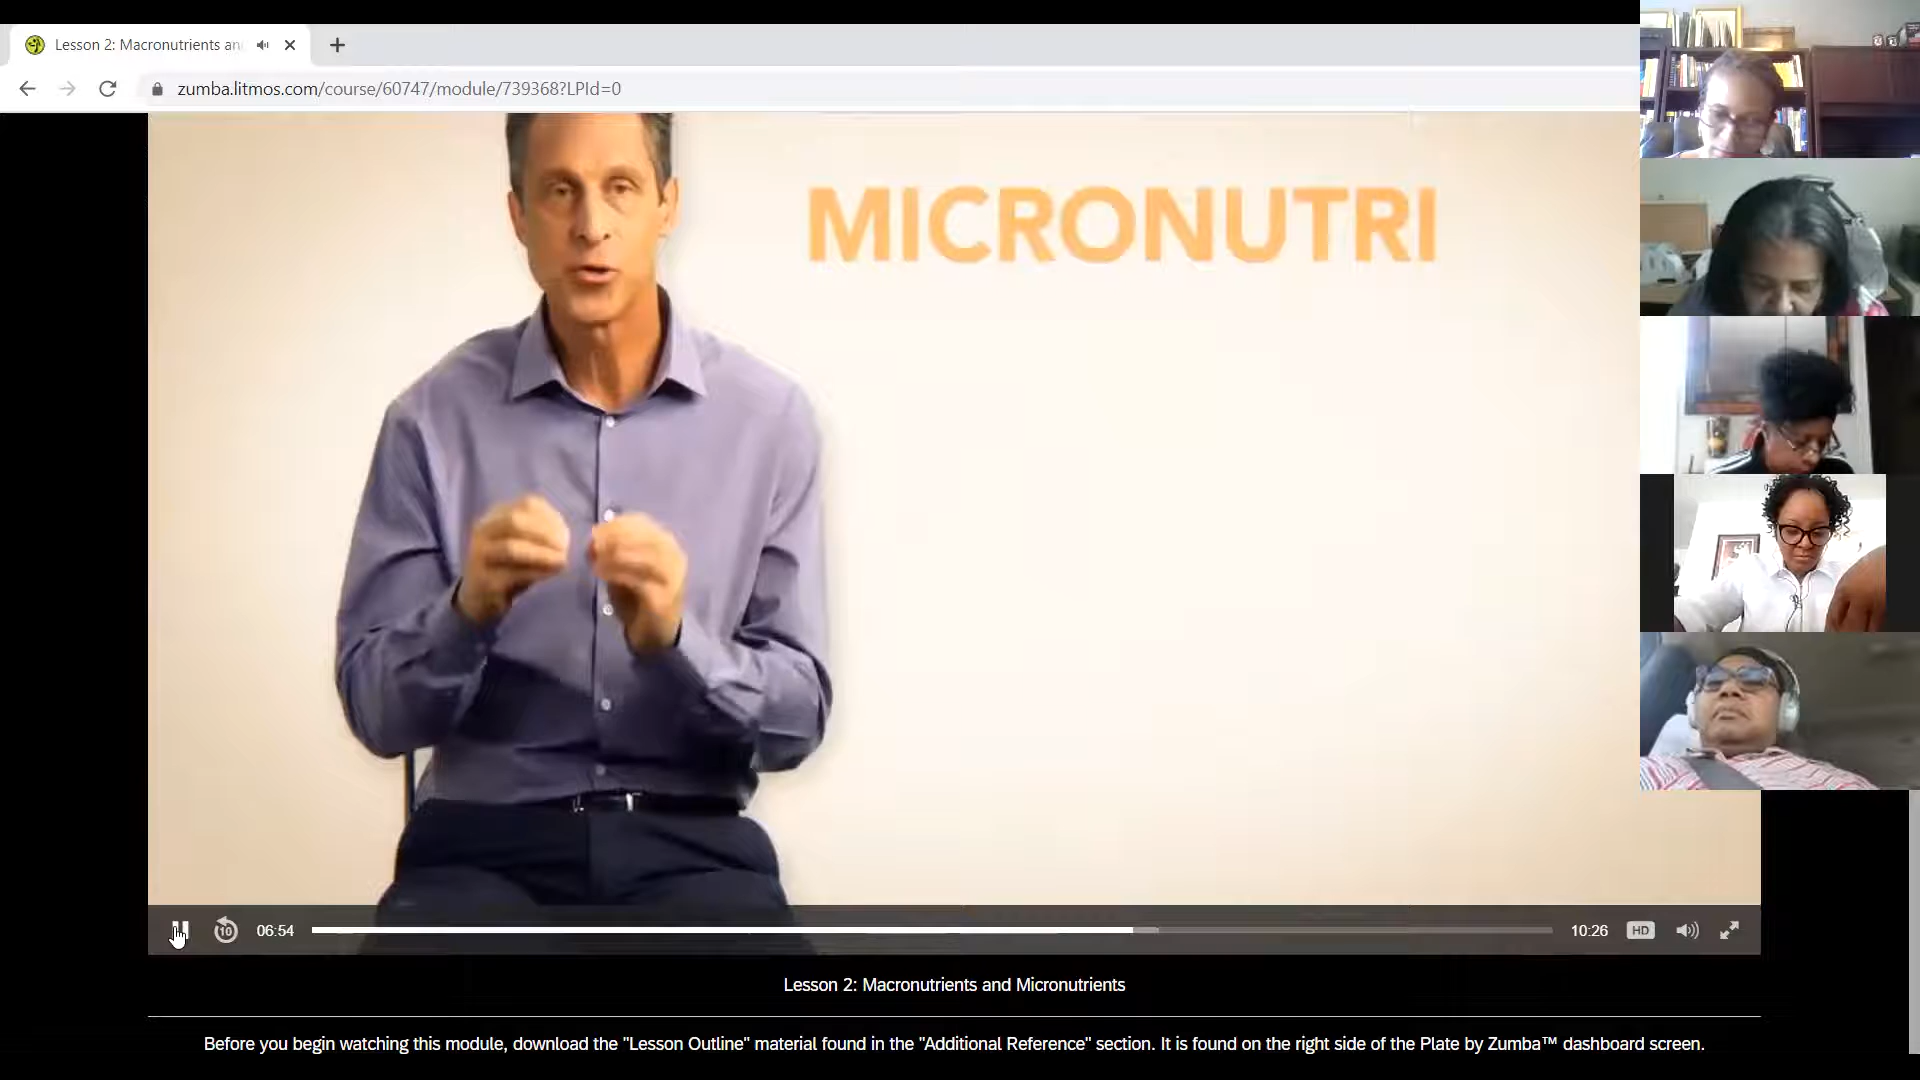 Lesson 2: Macronutrients an
zumba.litmos.com/course/60747/module/739368?LPId=0
MICRONUTRI
10
06:54
10:26
HD
Lesson 2: Macronutrients and Micronutrients
Before you begin watching this module, download the "Lesson Outline" material found in the "Additional Reference" section. It is found on the right side of the Plate by Zumba™ dashboard screen.